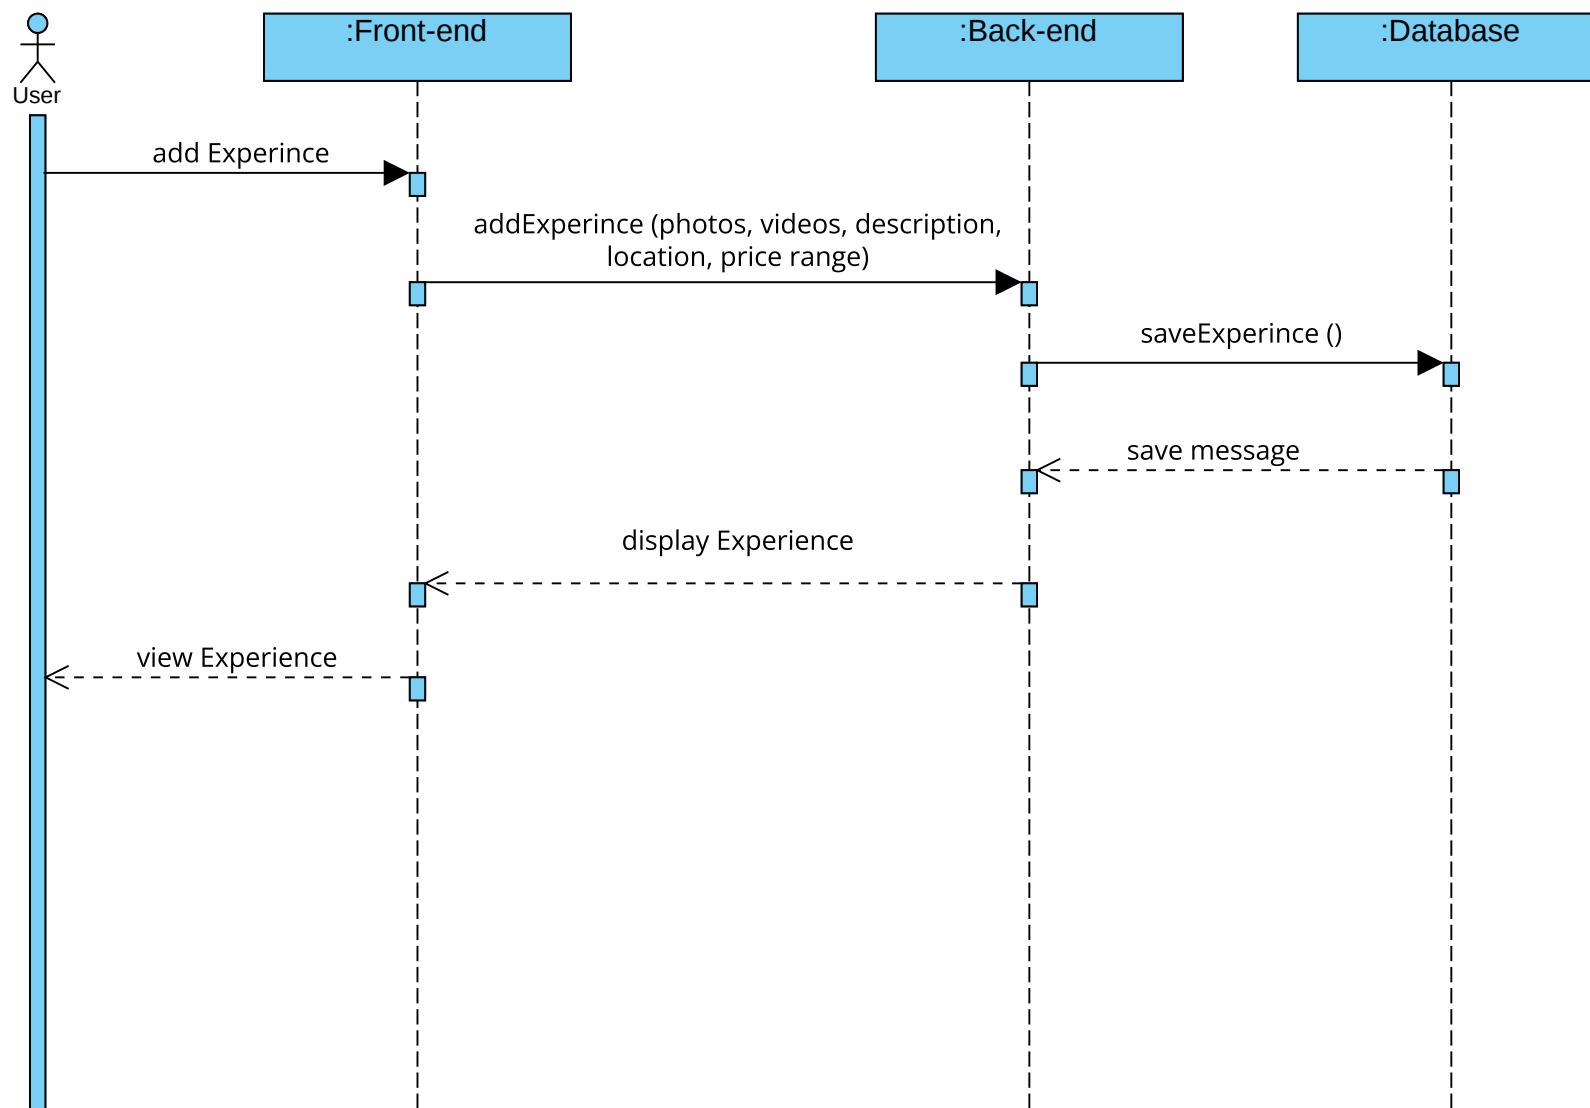 :Front-end
:Back-end
:Database
User
add Experince
addExperince (photos, videos, description,
location, price range)
saveExperince ()
save message
display Experience
view Experience